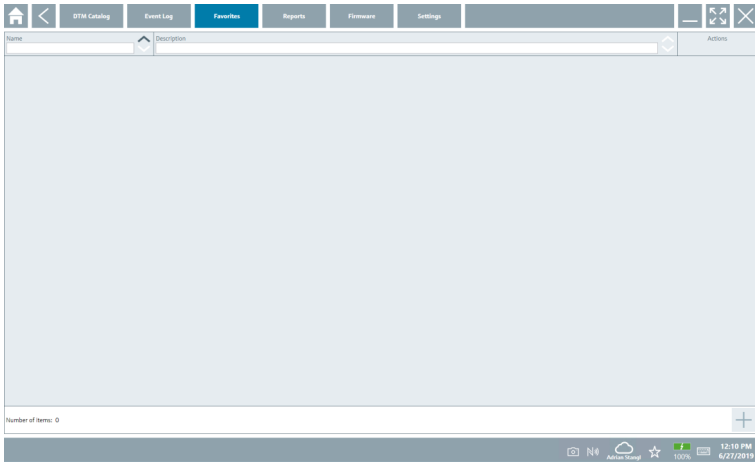 DTM Catalog Event Log Favorites Reports Firmware Settings
Name Description Actions
Number of items: 0
Adrian Stangl 100% 12:10 PM
6/27/2019